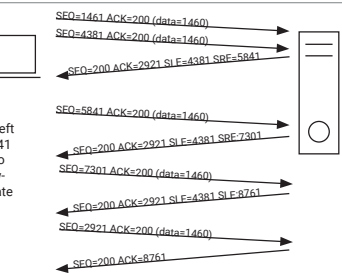 SEQ=1461 ACK=200 (data=1460)
SEQ=4381 ACK=200 (data=1460)
SEQ=200 ACK=2921 SLE=4381 SRE=5841
SEQ=5841 ACK=200 (data=1460)
eft
SEQ=200 ACK=2921 SLE=4381 SRE:7301
41
SEQ=7301 ACK=200 (data=1460)
SEQ=200 ACK=2921 SLE=4381 SLE:8761
SEQ=2921 ACK=200 (data=1460)
SEQ=200 ACK=8761